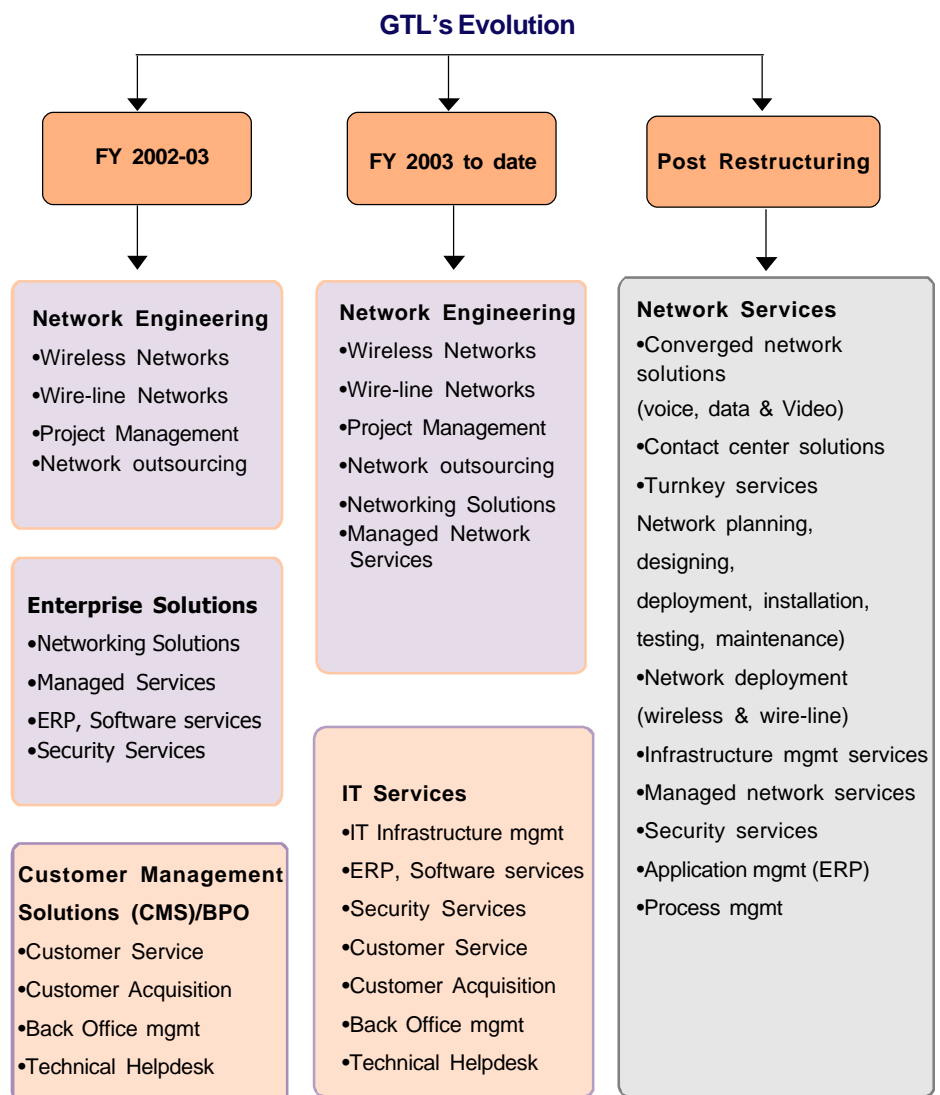 GTL's Evolution
FY 2002-03
Network Engineering
•Wireless Networks
•Wire-line Networks
•Project Management
•Network outsourcing
Enterprise Solutions
•Networking Solutions
•Managed Services
•ERP, Software services
•Security Services
Customer Management
Solutions (CMS)/BPO
•Customer Service
•Customer Acquisition
•Back Office mgmt
•Technical Helpdesk
FY 2003 to date
Network Engineering
•Wireless Networks
•Wire-line Networks
•Project Management
•Network outsourcing
•Networking Solutions
•Managed Network
Services
IT Services
•IT Infrastructure mgmt
•ERP, Software services
•Security Services
•Customer Service
•Customer Acquisition
•Back Office mgmt
•Technical Helpdesk
Post Restructuring
Network Services
•Converged network
solutions
(voice, data & Video)
•Contact center solutions
•Turnkey services
Network planning,
designing,
deployment, installation,
testing, maintenance)
•Network deployment
(wireless & wire-line)
•Infrastructure mgmt services
•Managed network services
•Security services
•Application mgmt (ERP)
•Process mgmt